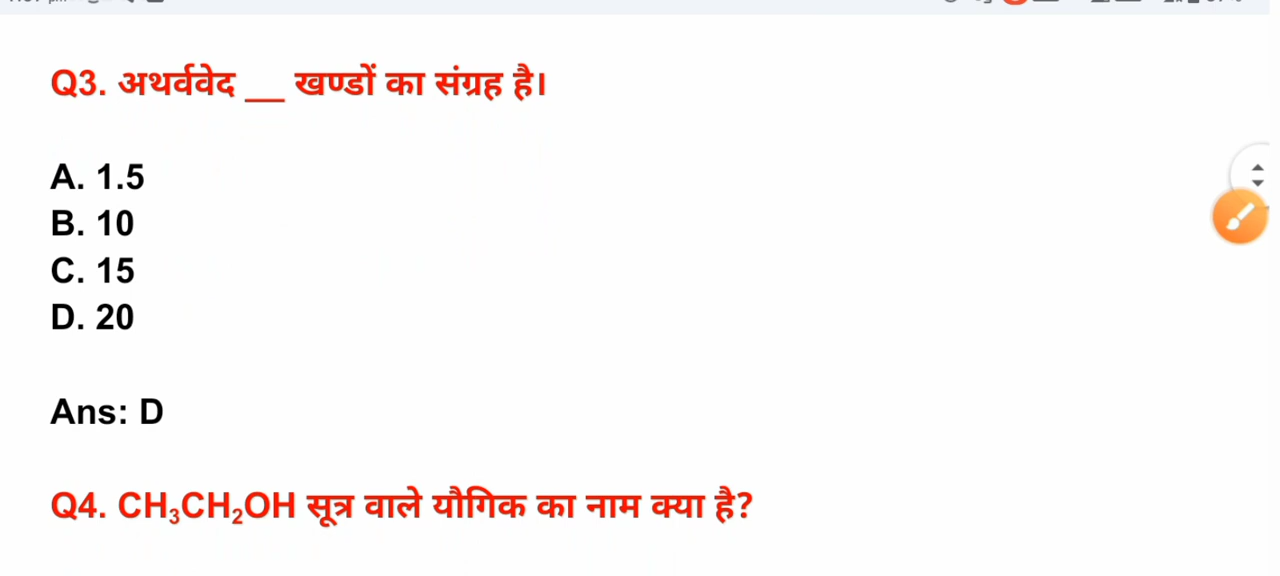 Q3. अथर्ववेद __ खण्डों का संग्रह है।
A. 1.5
B. 10
C. 15
D. 20
Ans: D
Q4. CH₃CH₂OH सूत्र वाले यौगिक का नाम क्या है?